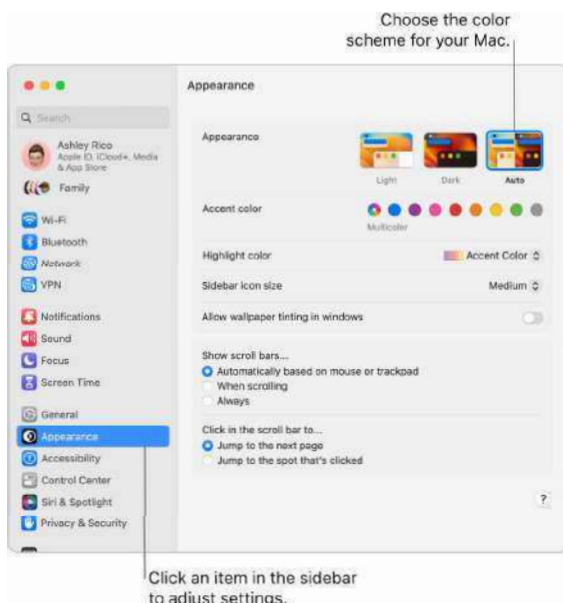 Choose the color
scheme for your Mac.
Appearance
Search
Ashley Rico
Apple ID, iCloud+, Media
& App Store
Family
Wi-Fi
Bluetooth
Network
VPN
Notifications
Sound
Focus
Screen Time
General
Appearance
Accessibility
Control Center
Siri & Spotlight
Privacy & Security
Appearance
Light Dark Auto
Accent color
Multicolor
Highlight color Accent Color
Sidebar icon size Medium
Allow wallpaper tinting in windows
Show scroll bars...
Automatically based on mouse or trackpad
When scrolling
Always
Click in the scroll bar to...
Jump to the next page
Jump to the spot that's clicked
?
Click an item in the sidebar
to adjust settings.